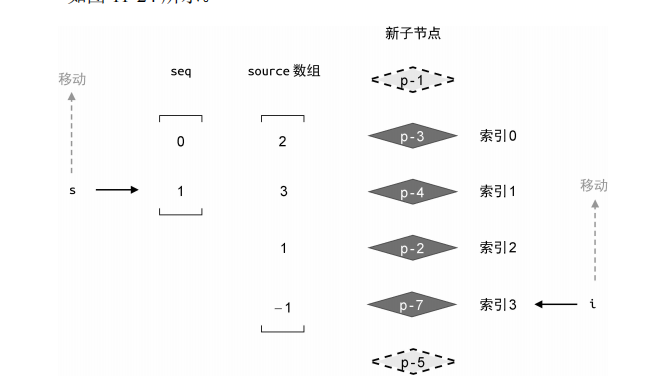 如图 11-24 所示。
新子节点
seq
source 数组
p-1
移动
0
2
p-3
索引0
s
1
3
p-4
索引1
移动
1
p-2
索引2
-1
p-7
索引3
i
p-5